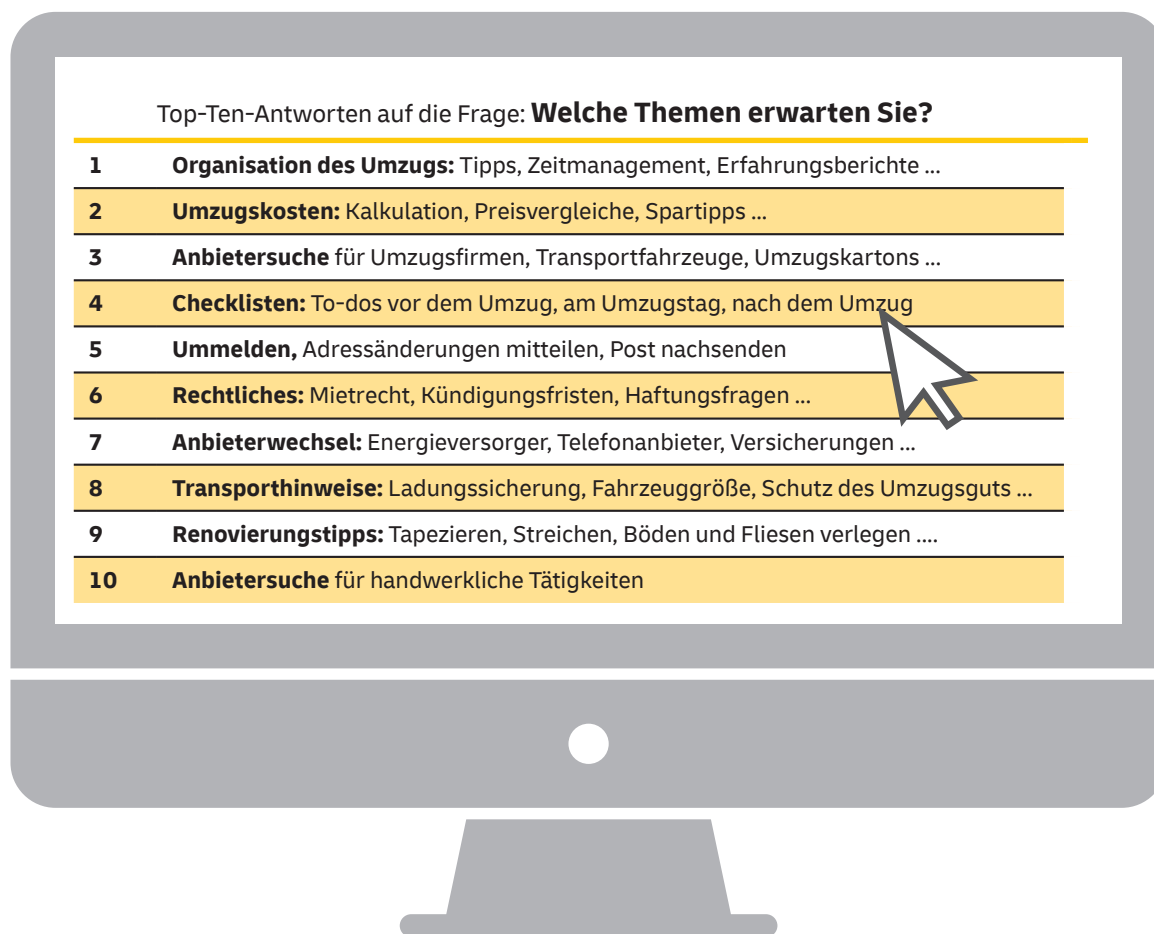 Top-Ten-Antworten auf die Frage: Welche Themen erwarten Sie?
1 Organisation des Umzugs: Tipps, Zeitmanagement, Erfahrungsberichte ...
2 Umzugskosten: Kalkulation, Preisvergleiche, Spartipps ...
3 Anbietersuche für Umzugsfirmen, Transportfahrzeuge, Umzugskartons ...
4 Checklisten: To-dos vor dem Umzug, am Umzugstag, nach dem Umzug
5 Ummelden, Adressänderungen mitteilen, Post nachsenden
6 Rechtliches: Mietrecht, Kündigungsfristen, Haftungsfragen ...
7 Anbieterwechsel: Energieversorger, Telefonanbieter, Versicherungen ...
8 Transporthinweise: Ladungssicherung, Fahrzeuggröße, Schutz des Umzugsguts ...
9 Renovierungstipps: Tapezieren, Streichen, Böden und Fliesen verlegen ....
10 Anbietersuche für handwerkliche Tätigkeiten